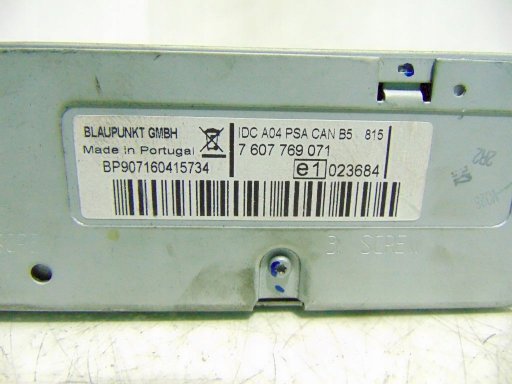 BLAUPUNKT GMBH
Made in Portugal
BP907160415734
IDC A04 PSA CAN B5 815
7 607 769 071
e1 023684